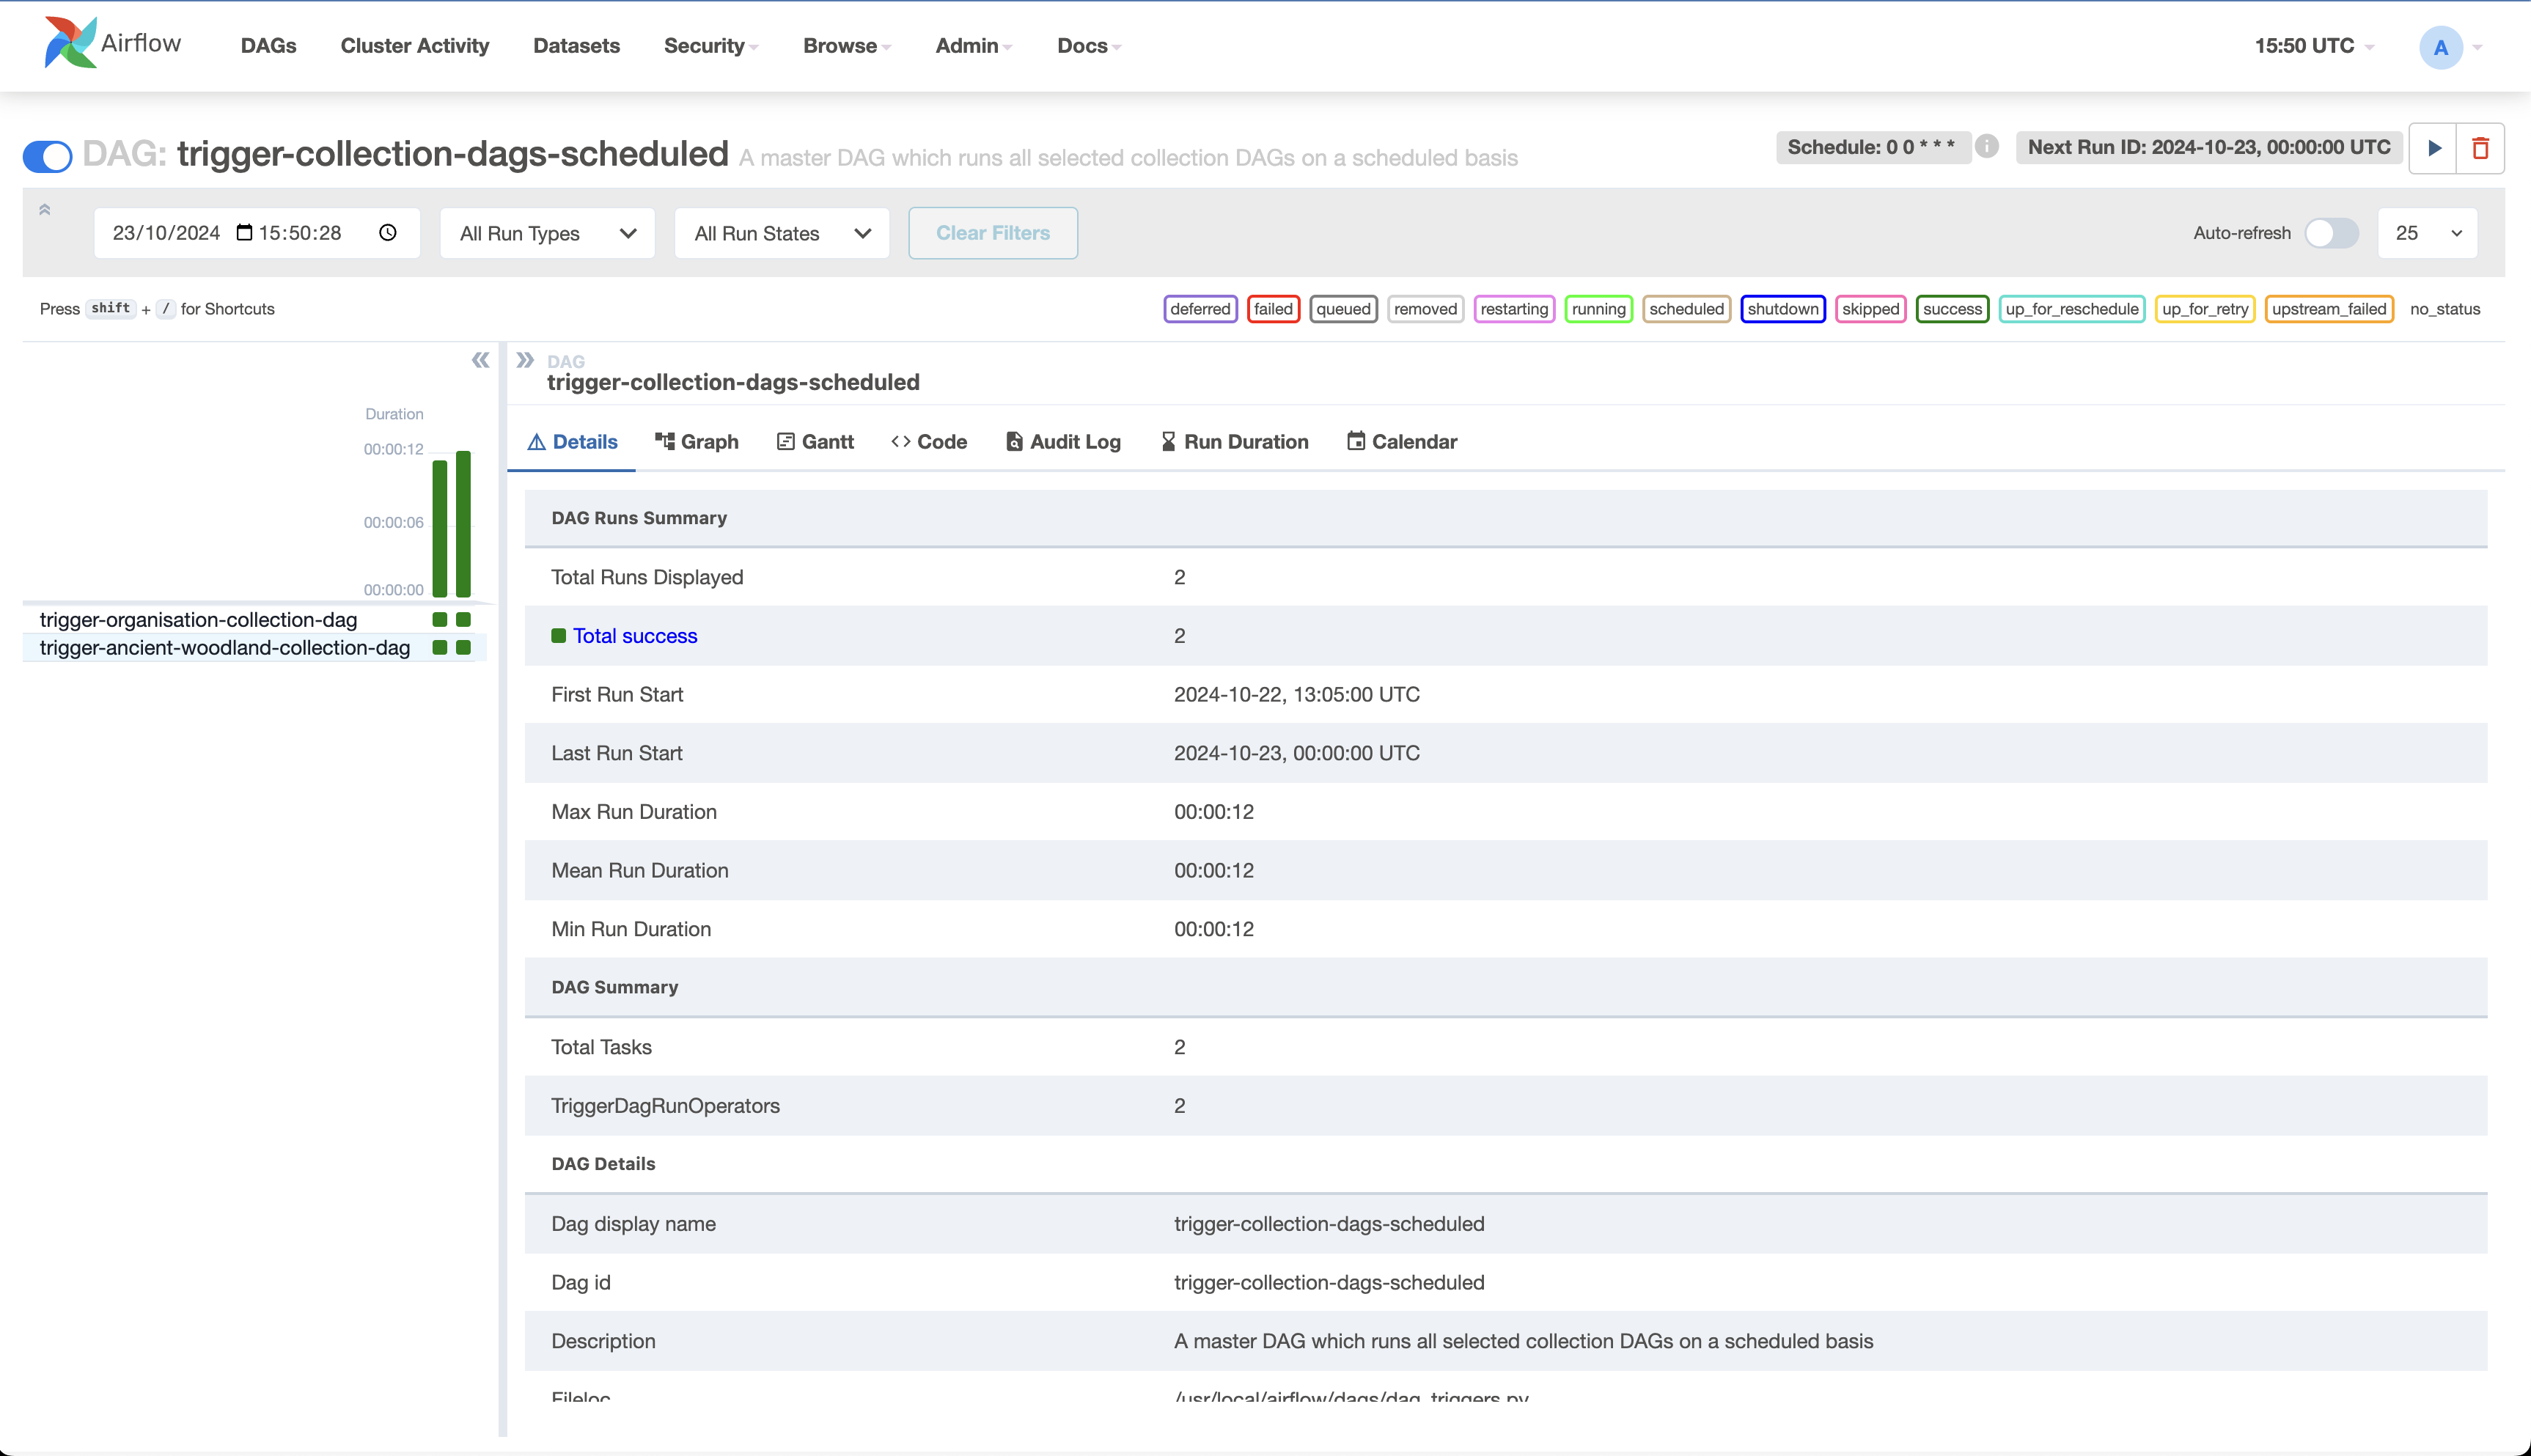 Airflow DAGs Cluster Activity Datasets Security Browse Admin Docs 15:50 UTC A
DAG: trigger-collection-dags-scheduled A master DAG which runs all selected collection DAGs on a scheduled basis Schedule: 0 0 * * * i Next Run ID: 2024-10-23, 00:00:00 UTC
23/10/2024 15:50:28 All Run Types All Run States Clear Filters Auto-refresh 25
Press shift + / for Shortcuts deferred failed queued removed restarting running scheduled shutdown skipped success up_for_reschedule up_for_retry upstream_failed no_status
Duration
00:00:12
00:00:06
00:00:00
trigger-organisation-collection-dag
trigger-ancient-woodland-collection-dag
DAG
trigger-collection-dags-scheduled
Details Graph Gantt Code Audit Log Run Duration Calendar
DAG Runs Summary
Total Runs Displayed 2
Total success 2
First Run Start 2024-10-22, 13:05:00 UTC
Last Run Start 2024-10-23, 00:00:00 UTC
Max Run Duration 00:00:12
Mean Run Duration 00:00:12
Min Run Duration 00:00:12
DAG Summary
Total Tasks 2
TriggerDagRunOperators 2
DAG Details
Dag display name trigger-collection-dags-scheduled
Dag id trigger-collection-dags-scheduled
Description A master DAG which runs all selected collection DAGs on a scheduled basis
Fileloc /usr/local/airflow/dags/dag_triggers.py